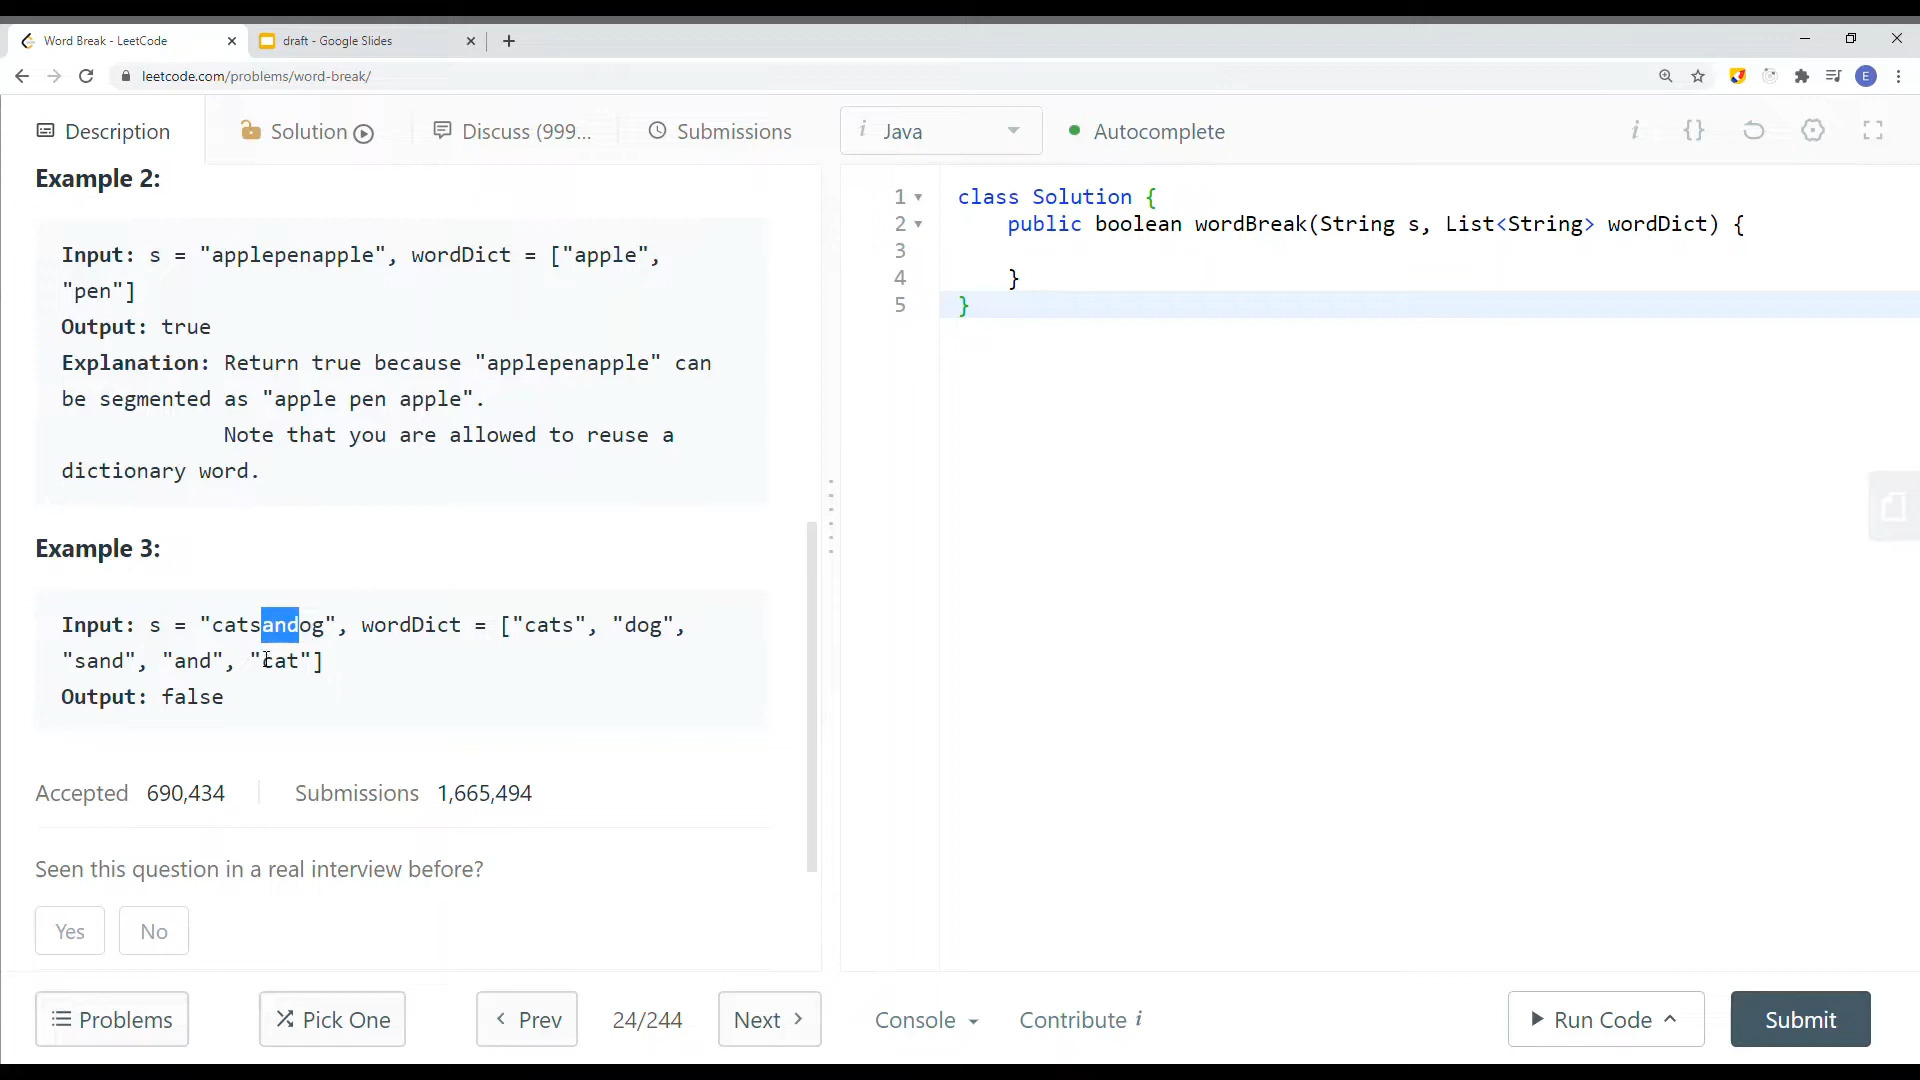 Word Break - LeetCode
draft - Google Slides
leetcode.com/problems/word-break/
E
Description
Solution
Discuss (999...
Submissions
i Java
Autocomplete
i {}
Example 2:
Input: s = "applepenapple", wordDict = ["apple",
"pen"]
Output: true
Explanation: Return true because "applepenapple" can
be segmented as "apple pen apple".
Note that you are allowed to reuse a
dictionary word.
Example 3:
Input: s = "catsandog", wordDict = ["cats", "dog",
"sand", "and", "cat"]
Output: false
Accepted 690,434 Submissions 1,665,494
Seen this question in a real interview before?
Yes No
1 class Solution {
2 public boolean wordBreak(String s, List<String> wordDict) {
3
4 }
5 }
Problems
Pick One
Prev
24/244
Next
Console
Contribute i
Run Code
Submit